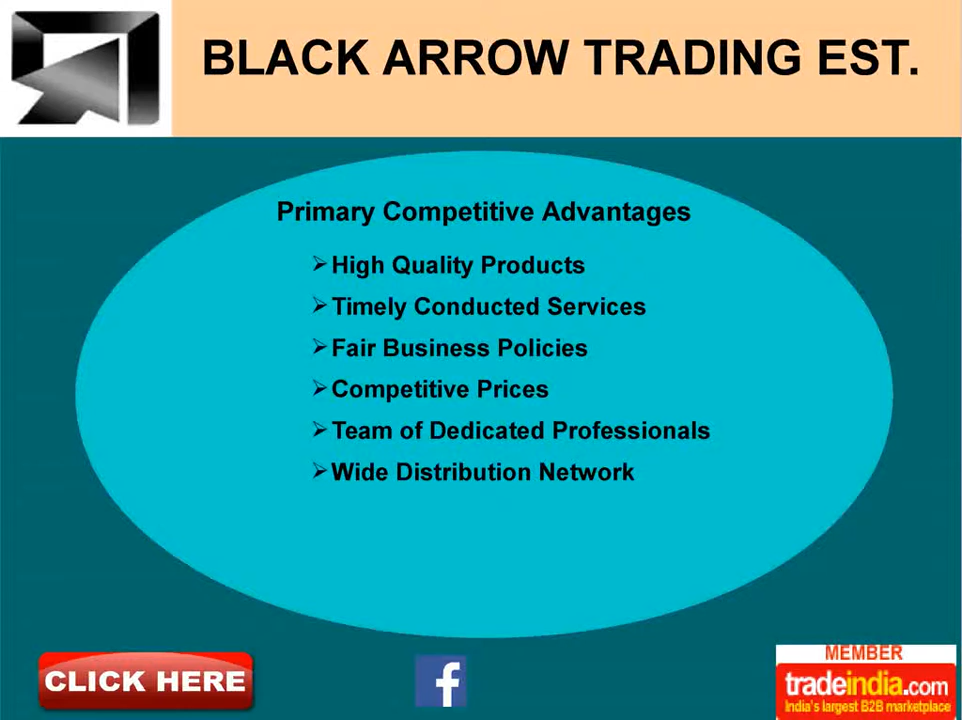 BLACK ARROW TRADING EST.
Primary Competitive Advantages
➢High Quality Products
➢Timely Conducted Services
➢Fair Business Policies
➢Competitive Prices
➢Team of Dedicated Professionals
➢Wide Distribution Network
CLICK HERE
f
MEMBER
tradeindia.com
India's largest B2B marketplace